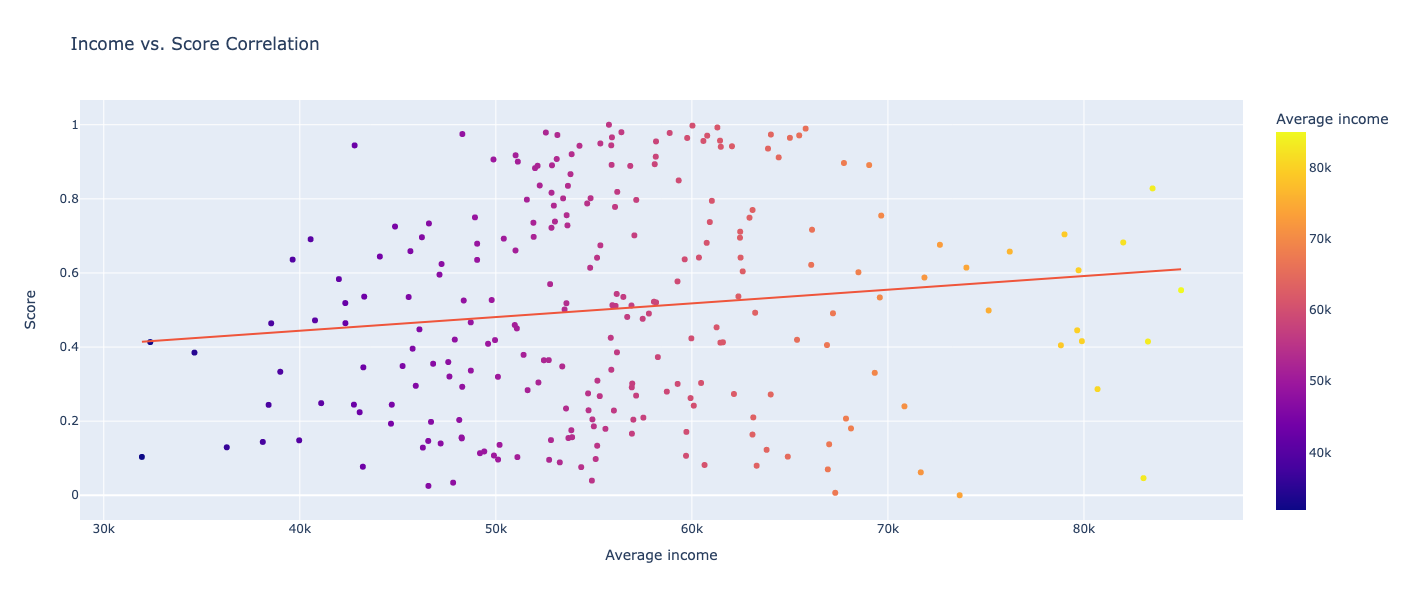 Income vs. Score Correlation
Average income
1
0.8
0.6
0.4
0.2
0
Score
30k 40k 50k 60k 70k 80k
Average income
80k
70k
60k
50k
40k